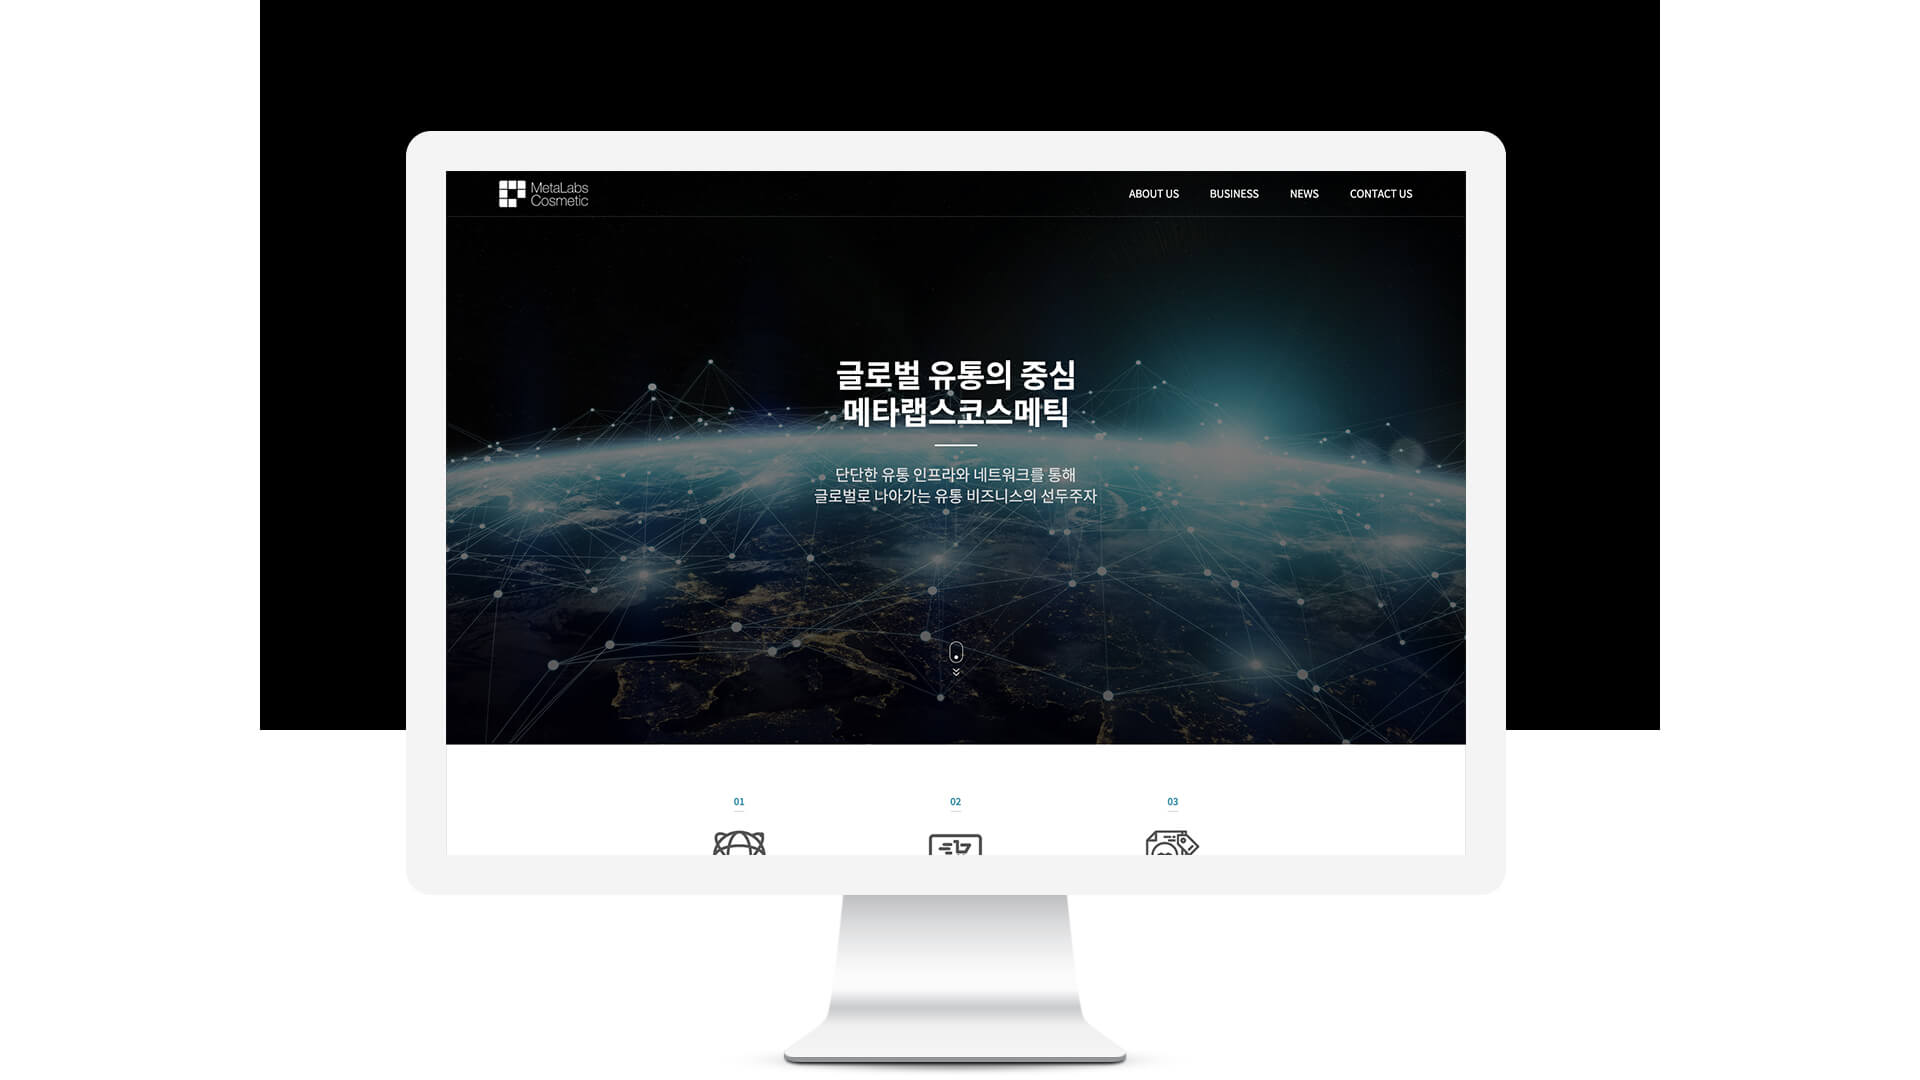 MetaLabs
Cosmetic
ABOUT US BUSINESS NEWS CONTACT US
글로벌 유통의 중심
메타랩스코스메틱
단단한 유통 인프라와 네트워크를 통해
글로벌로 나아가는 유통 비즈니스의 선두주자
01 02 03